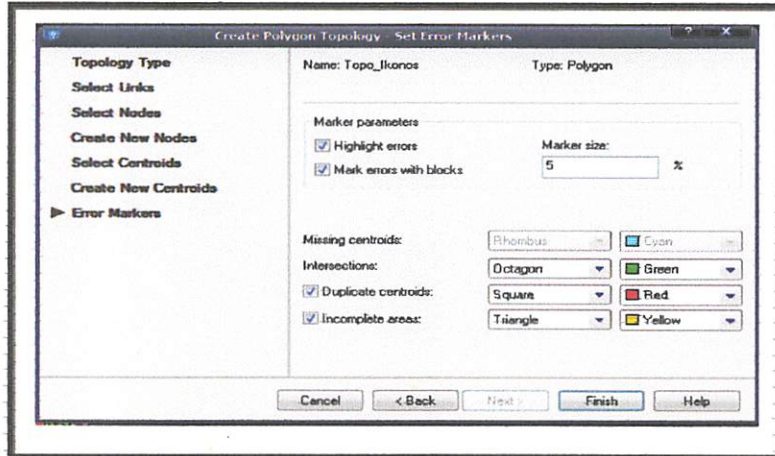 Create Polygon Topology - Set Error Markers
Topology Type
Select Links
Select Nodes
Create New Nodes
Select Centroids
Create New Centroids
Error Markers
Name: Topo_Ikonos Type: Polygon
Marker parameters
Highlight errors
Mark errors with blocks
Marker size:
5 %
Missing centroids: Rhombus Cyan
Intersections: Octagon Green
Duplicate centroids: Square Red
Incomplete areas: Triangle Yellow
Cancel < Back Next > Finish Help